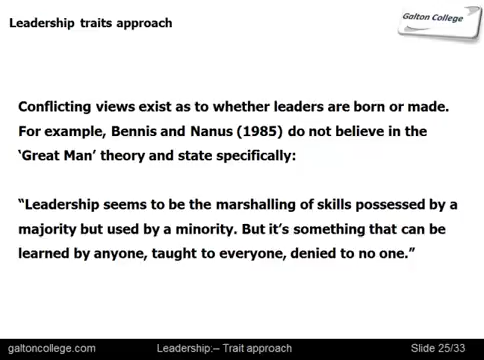 Leadership traits approach
Galton College
Conflicting views exist as to whether leaders are born or made.
For example, Bennis and Nanus (1985) do not believe in the
‘Great Man’ theory and state specifically:
“Leadership seems to be the marshalling of skills possessed by a
majority but used by a minority. But it’s something that can be
learned by anyone, taught to everyone, denied to no one.”
galtoncollege.com
Leadership:– Trait approach
Slide 25/33